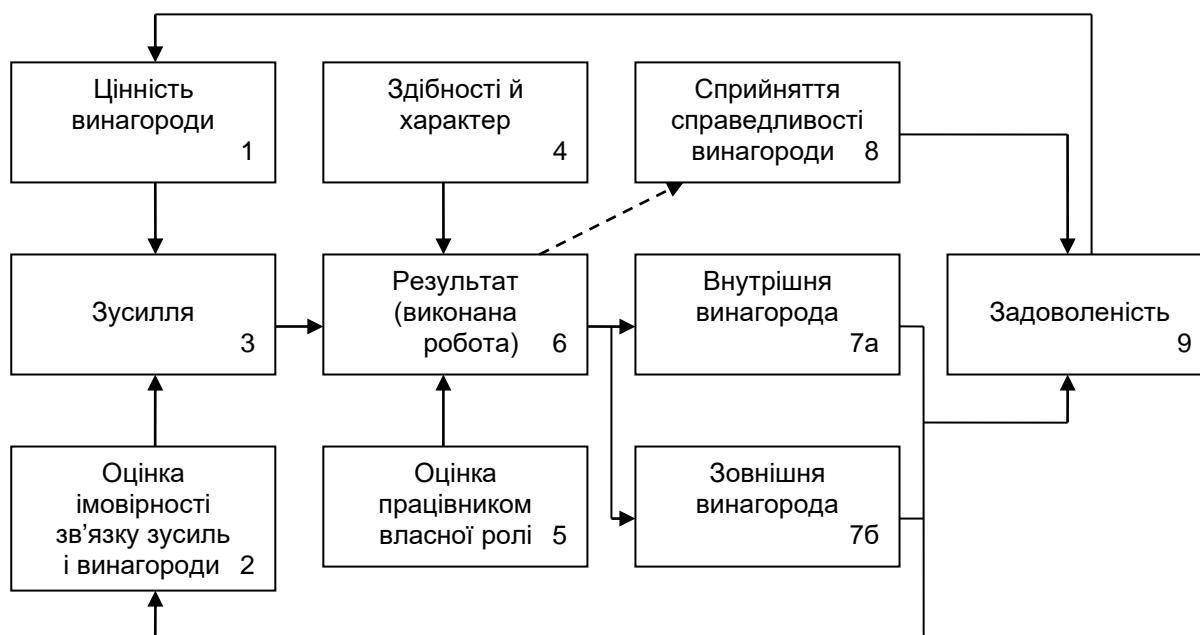 Цінність
винагороди
1
Здібності й
характер
4
Сприйняття
справедливості
винагороди 8
Зусилля
3
Результат
(виконана
робота) 6
Внутрішня
винагорода
7а
Задоволеність
9
Оцінка
імовірності
зв’язку зусиль
і винагороди 2
Оцінка
працівником
власної ролі 5
Зовнішня
винагорода
7б